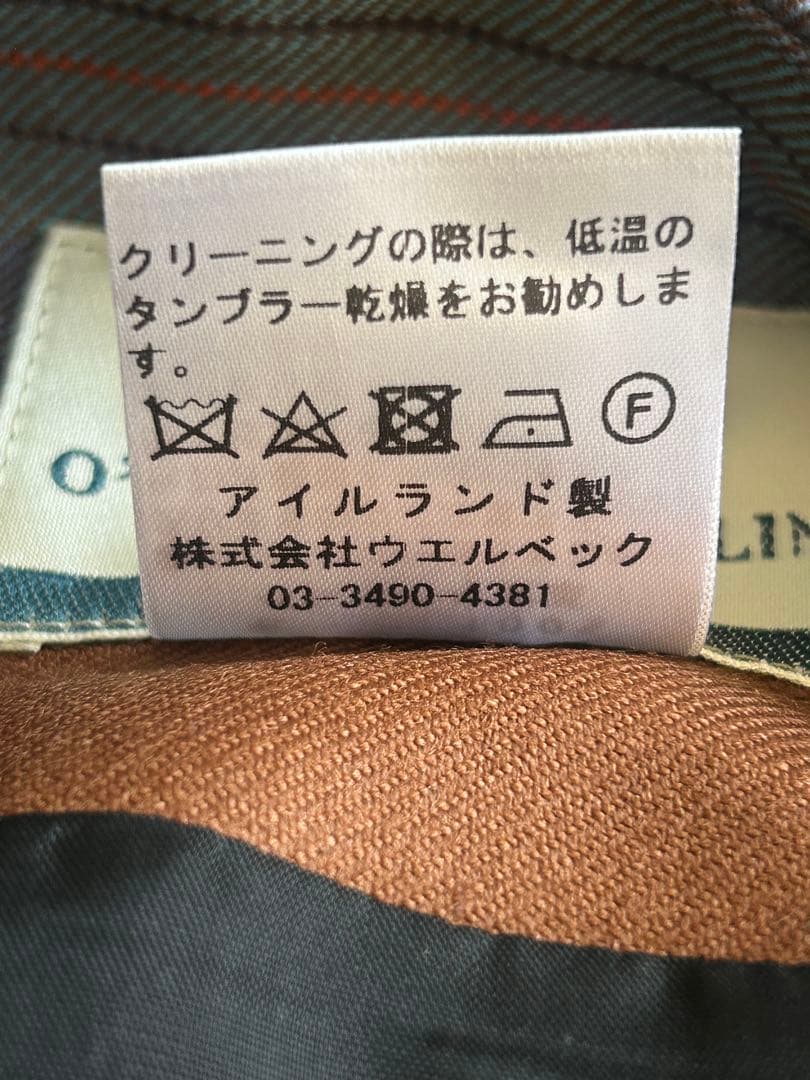 クリーニングの際は、低温の
タンブラー乾燥をお勧めしま
す。
F
アイルランド製
株式会社ウエルベック
03-3490-4381